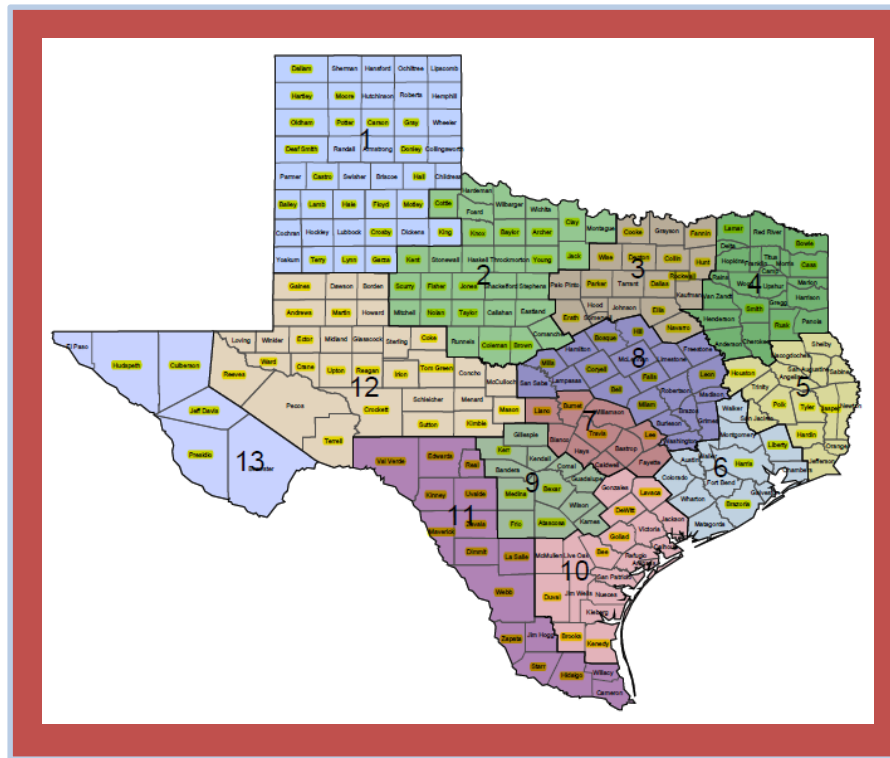 Dallam Sherman Hansford Ochiltree Lipscomb
Hartley Moore Hutchinson Roberts Hemphill
Oldham Potter Carson Gray Wheeler
1
Deaf Smith Randall Armstrong Donley Collingsworth
Parmer Castro Swisher Briscoe Hall Childress
Hardeman
Bailey Lamb Hale Floyd Motley Cottle Foard Wilbarger Wichita
Clay Montague Cooke Grayson Fannin Lamar Red River Bowie
Cochran Hockley Lubbock Crosby Dickens King Knox Baylor Archer
Delta
Wise Denton Collin Hunt Hopkins Franklin Titus Morris Cass
3
Jack Rockwall Camp
Yoakum Terry Lynn Garza Kent Stonewell Haskell Throckmorton Young
2
Palo Pinto Parker Tarrant Dallas Kaufman Rains Wood Upshur Marion
4
Gaines Dawson Borden Scurry Fisher Jones Shackelford Stephens
Van Zandt Gregg Harrison
Hood Johnson Ellis
Andrews Martin Howard Mitchell Nolan Taylor Callahan Eastland Erath Somervell
Smith Henderson Rusk Panola
Hill Navarro
Comanche Bosque Anderson Cherokee Shelby
El Paso Loving Winkler Ector Midland Glasscock Sterling Coke Runnels Coleman Brown
Hamilton McLennan Limestone Freestone Nacogdoches
8
Hudspeth Culberson Ward Crane Upton Reagan Irion Tom Green Concho
Mills Coryell Falls Leon Houston San Augustine Sabine
Angelina
Reeves 12 McCulloch San Saba Lampasas Bell Robertson Madison Trinity
5
Jeff Davis Pecos Crockett Schleicher Menard Mason Llano Burnet Milam Brazos
Polk Tyler Jasper Newton
Walker San Jacinto
Williamson Burleson Grimes
7
Sutton Kimble Travis Lee Washington Montgomery Hardin
Terrell Gillespie Blanco Liberty Orange
Presidio 13 Hays Bastrop Austin Waller Harris Jefferson
6
Val Verde Edwards Kerr Kendall Comal Caldwell Fayette Chambers
Real Bandera Guadalupe Colorado Fort Bend
9
Gonzales Lavaca Wharton Galveston
Kinney Uvalde Medina Bexar Wilson Brazoria
11
DeWitt Jackson Matagorda
Maverick Zavala Frio Atascosa Karnes Victoria
Goliad Calhoun
Dimmit La Salle McMullen Live Oak Bee Refugio
10
San Patricio
Webb Duval Jim Wells Nueces
Kleberg
Zapata Jim Hogg Brooks Kenedy
Starr Hidalgo Willacy
Cameron